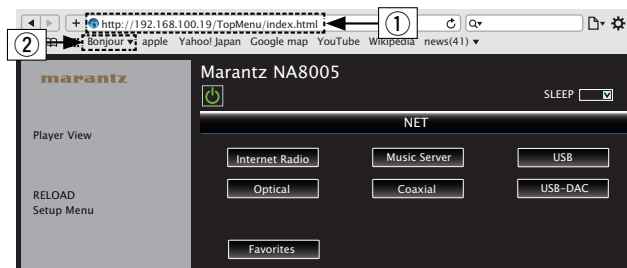 http://192.168.100.19/TopMenu/index.html ①
② Bonjour ▾ apple Yahoo! Japan Google map YouTube Wikipedia news(41) ▾
marantz
Marantz NA8005
SLEEP
NET
Player View
Internet Radio Music Server USB
Optical Coaxial USB-DAC
RELOAD
Setup Menu
Favorites